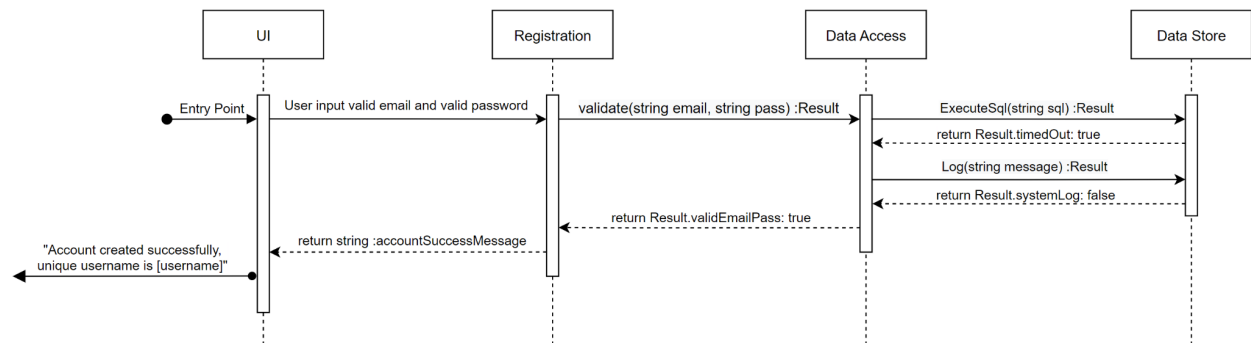 UI
Registration
Data Access
Data Store
Entry Point
User input valid email and valid password
validate(string email, string pass) :Result
ExecuteSql(string sql) :Result
return Result.timedOut: true
Log(string message) :Result
return Result.systemLog: false
return Result.validEmailPass: true
return string :accountSuccessMessage
"Account created successfully,
unique username is [username]"